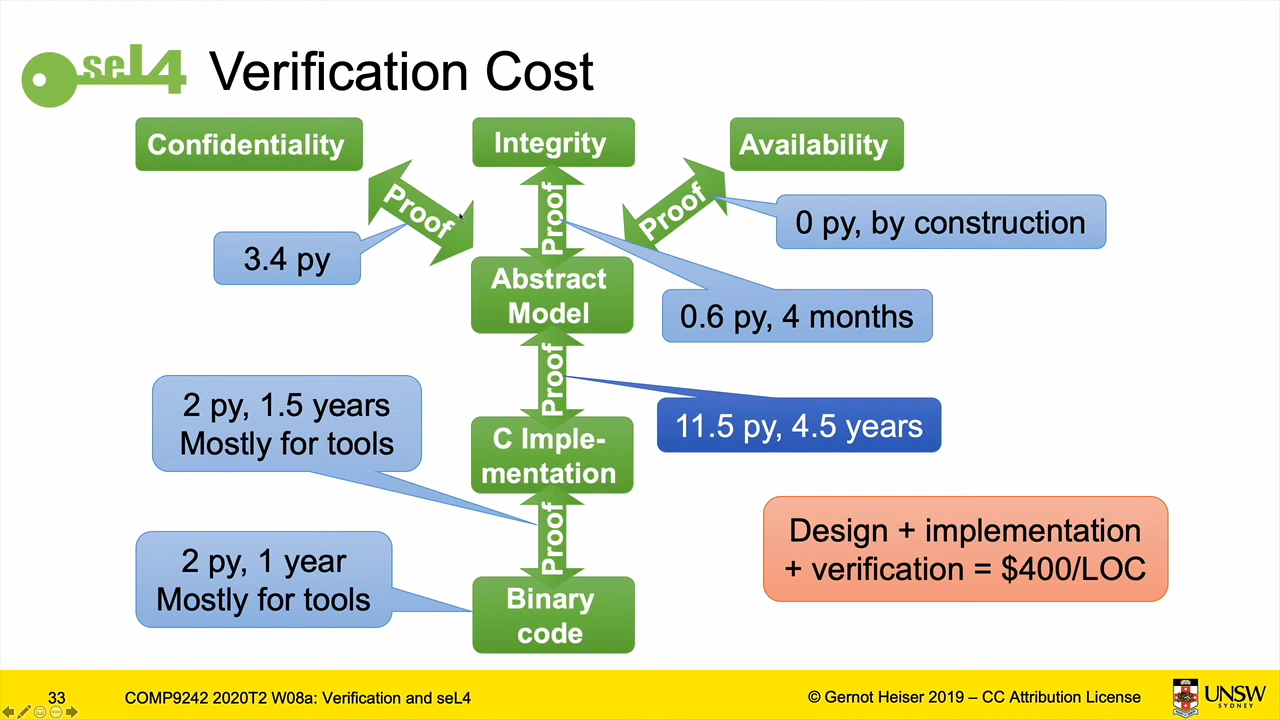 seL4 Verification Cost
Confidentiality
Integrity
Availability
Proof
Proof
Proof
0 py, by construction
3.4 py
Abstract
Model
0.6 py, 4 months
Proof
2 py, 1.5 years
Mostly for tools
11.5 py, 4.5 years
C Imple-
mentation
Proof
Design + implementation
+ verification = $400/LOC
2 py, 1 year
Mostly for tools
Binary
code
33
COMP9242 2020T2 W08a: Verification and seL4
© Gernot Heiser 2019 – CC Attribution License
UNSW
SYDNEY